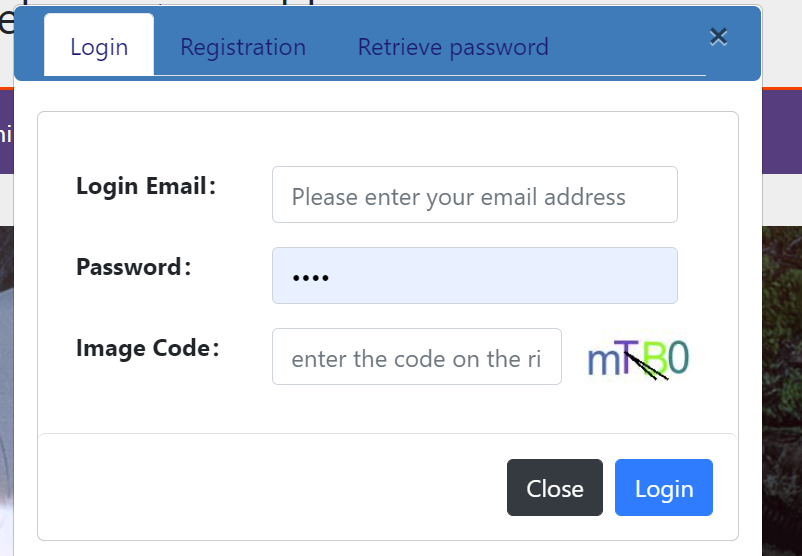 Login Registration Retrieve password ×
Login Email:
Please enter your email address
Password:
••••
Image Code:
enter the code on the ri
mTB0
Close Login